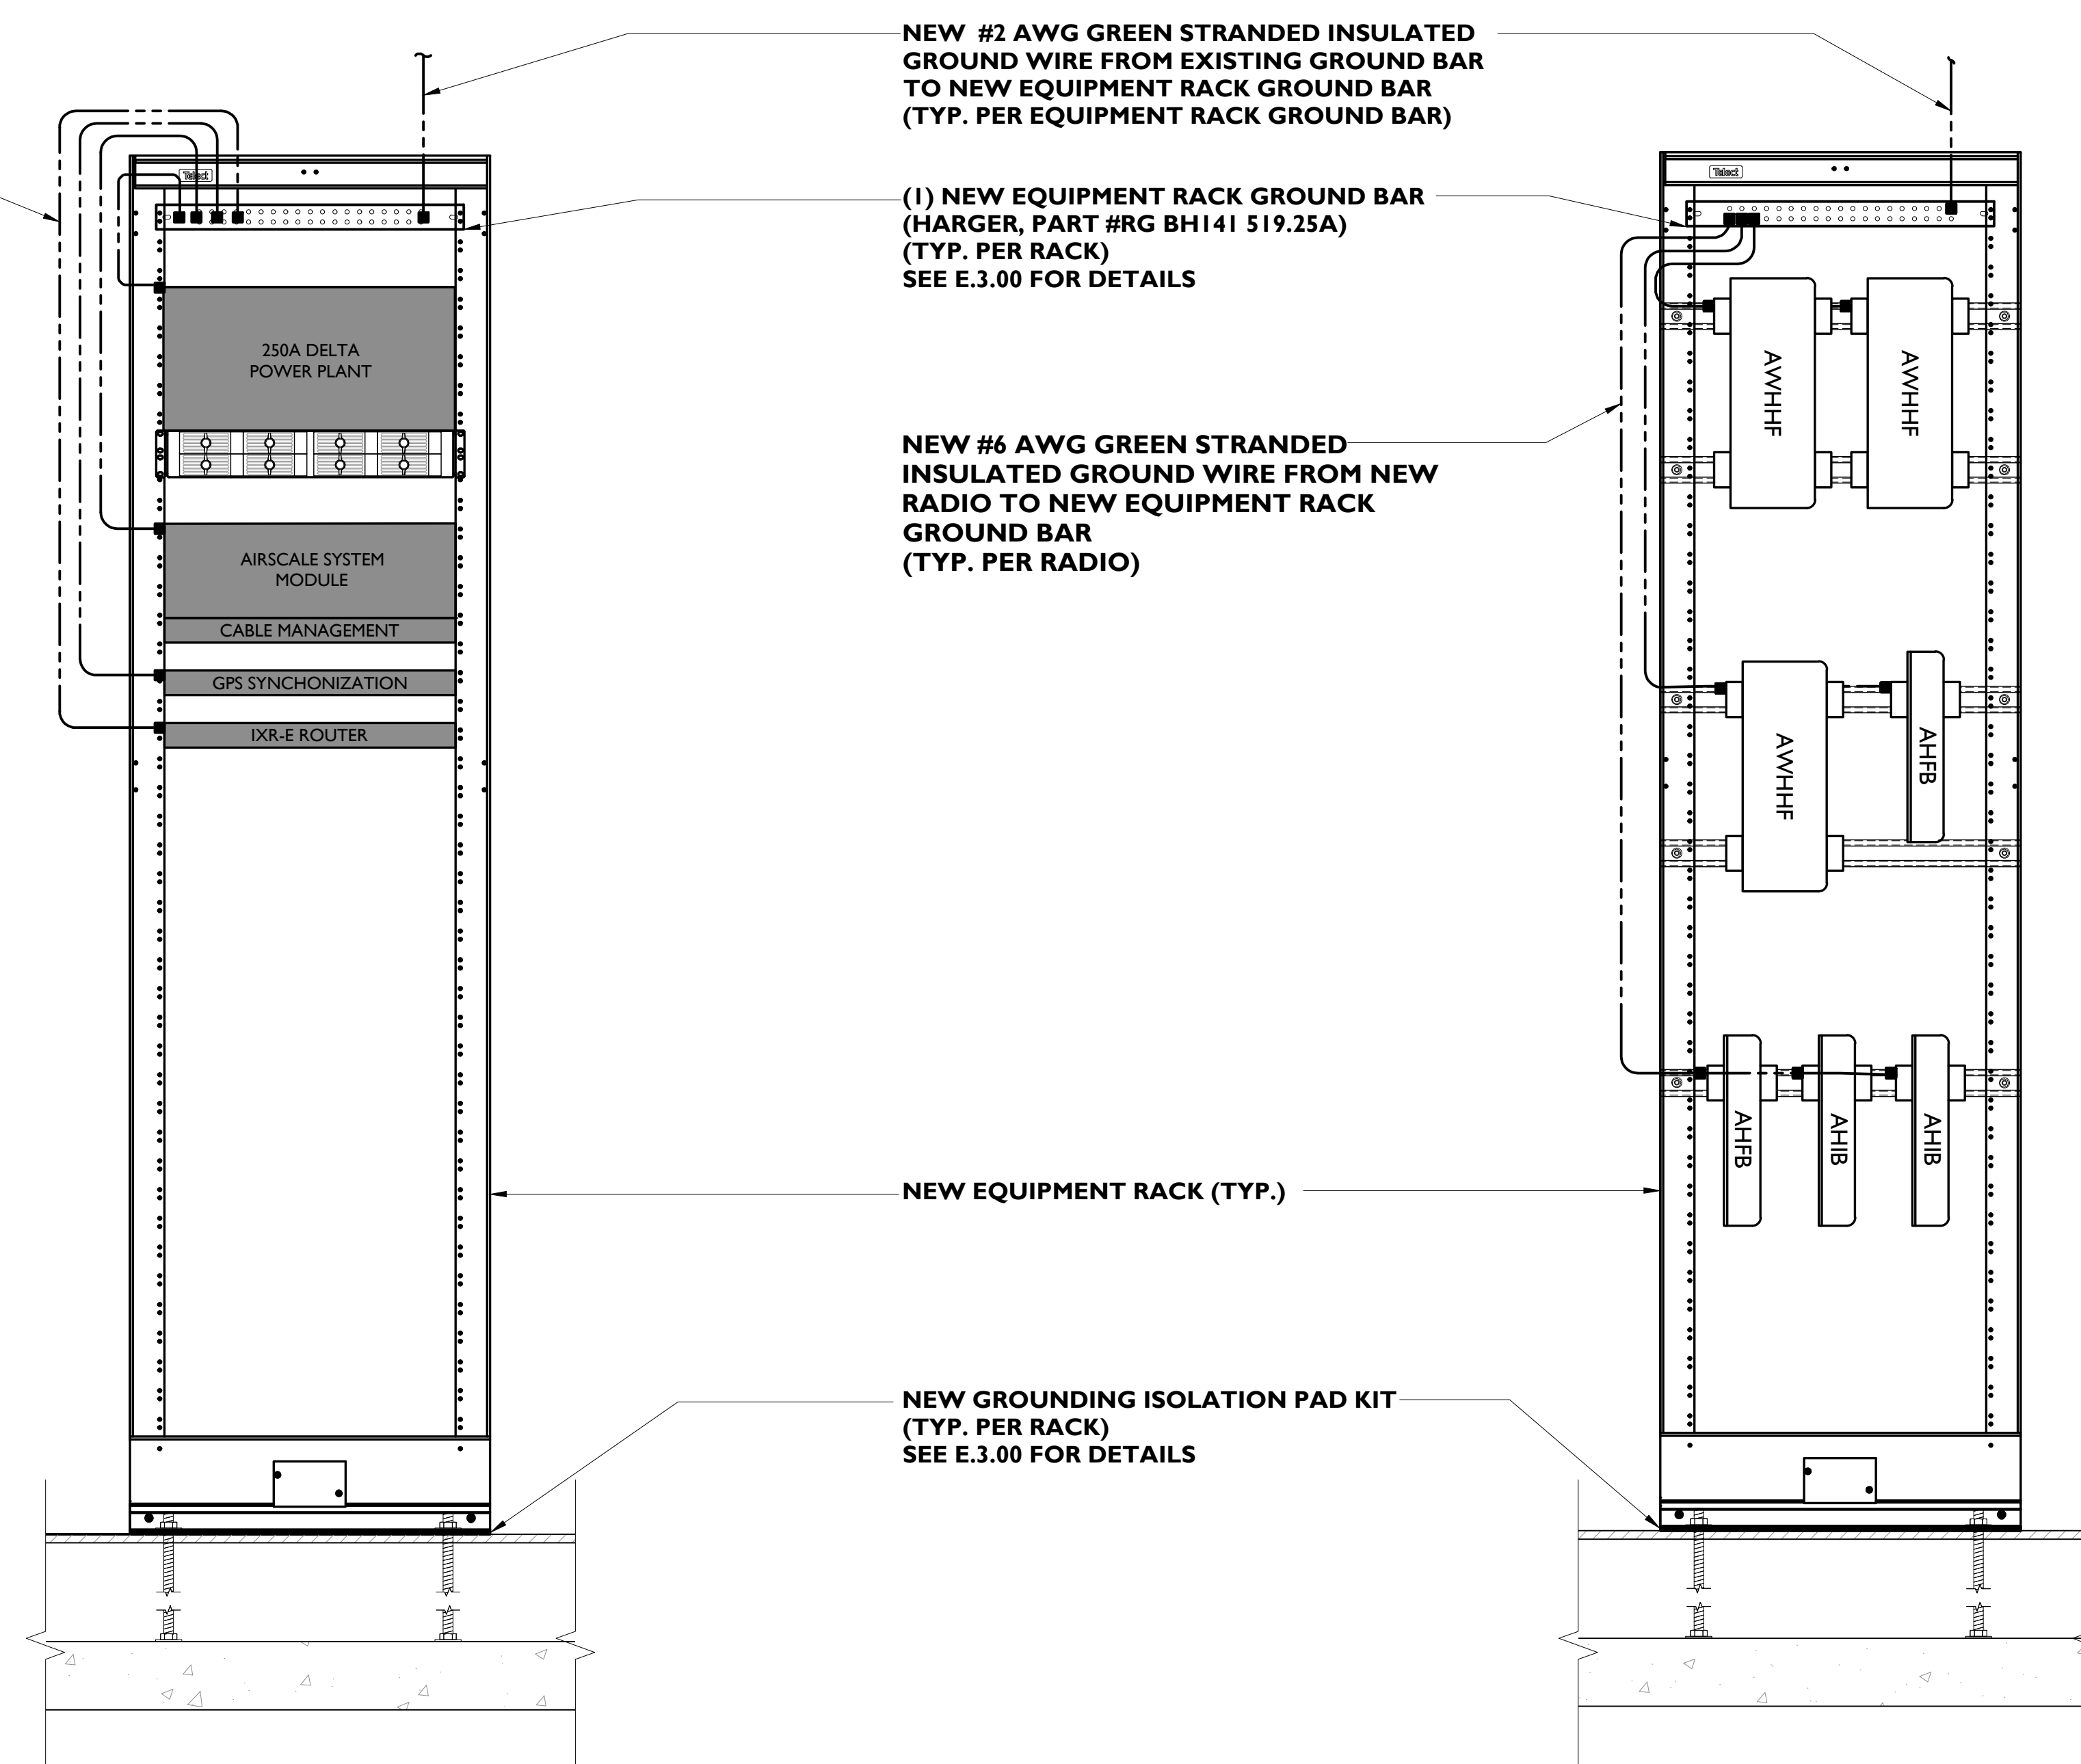 NEW #2 AWG GREEN STRANDED INSULATED
GROUND WIRE FROM EXISTING GROUND BAR
TO NEW EQUIPMENT RACK GROUND BAR
(TYP. PER EQUIPMENT RACK GROUND BAR)
(1) NEW EQUIPMENT RACK GROUND BAR
(HARGER, PART #RG BH141 519.25A)
(TYP. PER RACK)
SEE E.3.00 FOR DETAILS
NEW #6 AWG GREEN STRANDED
INSULATED GROUND WIRE FROM NEW
RADIO TO NEW EQUIPMENT RACK
GROUND BAR
(TYP. PER RADIO)
NEW EQUIPMENT RACK (TYP.)
NEW GROUNDING ISOLATION PAD KIT
(TYP. PER RACK)
SEE E.3.00 FOR DETAILS
Telect
250A DELTA
POWER PLANT
AIRSCALE SYSTEM
MODULE
CABLE MANAGEMENT
GPS SYNCHONIZATION
IXR-E ROUTER
Telect
AWHHF
AWHHF
AWHHF
AHFB
AHFB
AHIB
AHIB